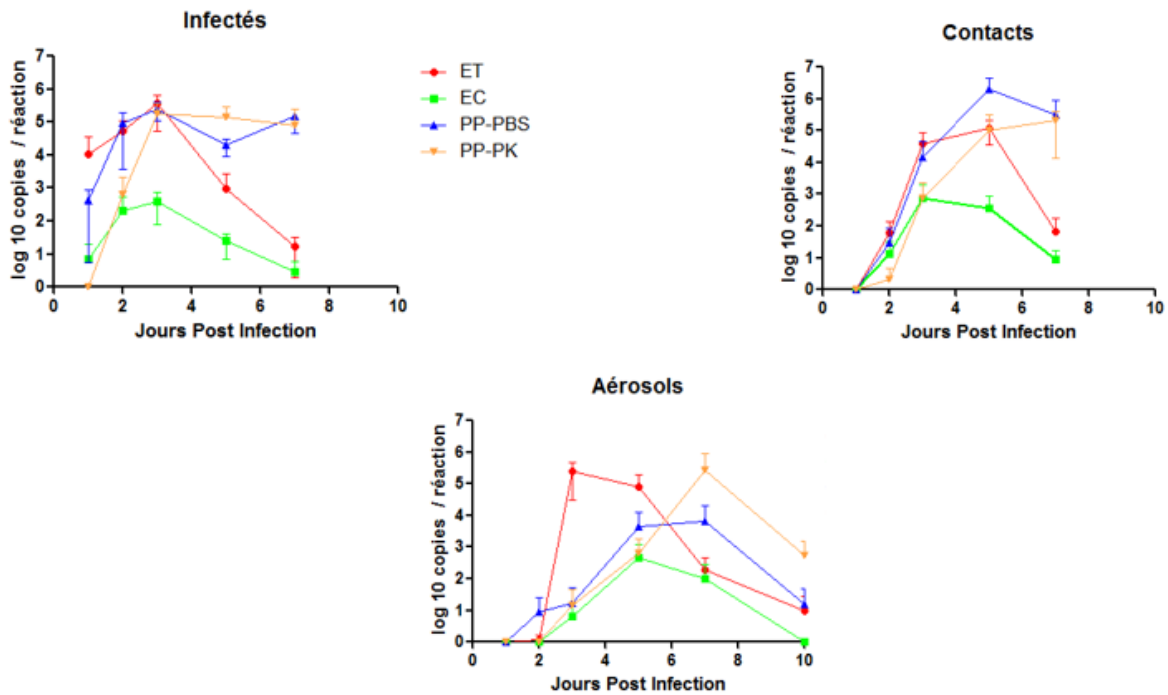 Infectés
7
6
5
4
3
2
1
0
log 10 copies / réaction
0 2 4 6 8 10
Jours Post Infection
ET
EC
PP-PBS
PP-PK
Contacts
7
6
5
4
3
2
1
0
log 10 copies / réaction
0 2 4 6 8 10
Jours Post Infection
Aérosols
7
6
5
4
3
2
1
0
log 10 copies / réaction
0 2 4 6 8 10
Jours Post Infection